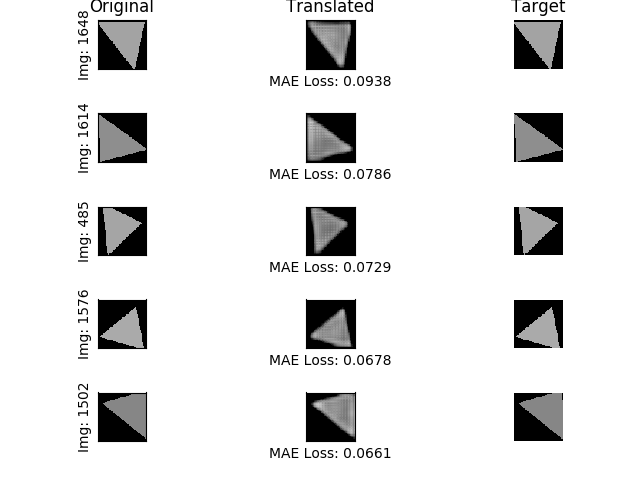 Original Translated Target
Img: 1648
MAE Loss: 0.0938
Img: 1614
MAE Loss: 0.0786
Img: 485
MAE Loss: 0.0729
Img: 1576
MAE Loss: 0.0678
Img: 1502
MAE Loss: 0.0661